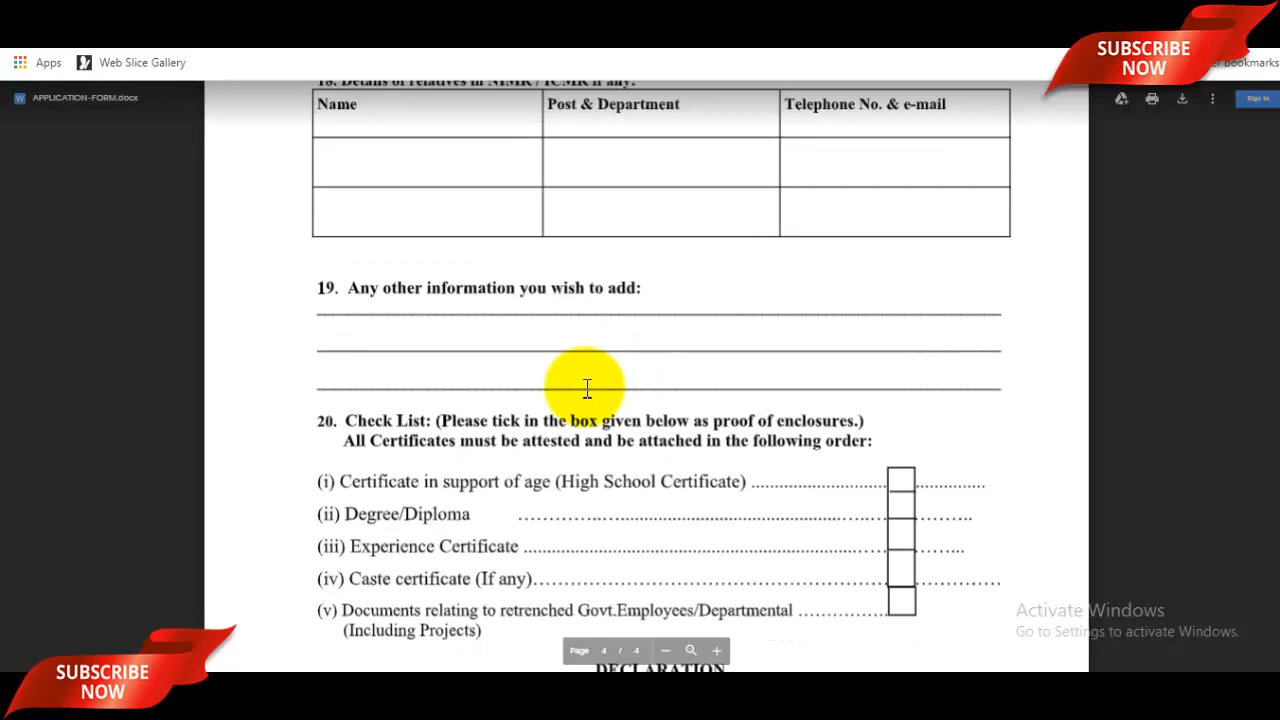 SUBSCRIBE
NOW
Apps
Web Slice Gallery
bookmarks
APPLICATION-FORM.docx
Sign in
18. Details of relatives in NIMR / ICMR if any:
Name
Post & Department
Telephone No. & e-mail
19. Any other information you wish to add:
20. Check List: (Please tick in the box given below as proof of enclosures.)
All Certificates must be attested and be attached in the following order:
(i) Certificate in support of age (High School Certificate) ............................................
(ii) Degree/Diploma ............................................................................................
(iii) Experience Certificate ..................................................................................
(iv) Caste certificate (If any)................................................................................
(v) Documents relating to retrenched Govt.Employees/Departmental ................
(Including Projects)
Activate Windows
Go to Settings to activate Windows.
Page 4 / 4
DECLARATION
SUBSCRIBE
NOW